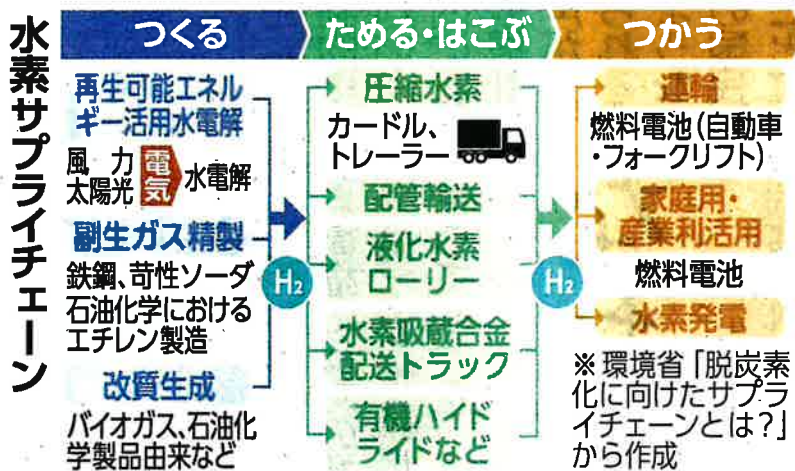 水素サプライチェーン
つくる
再生可能エネル
ギー活用水電解
風力
太陽光
電気
水電解
副生ガス精製
鉄鋼、苛性ソーダ
石油化学における
エチレン製造
改質生成
バイオガス、石油化
学製品由来など
H₂
ためる・はこぶ
圧縮水素
カードル、
トレーラー
配管輸送
液化水素
ローリー
水素吸蔵合金
配送トラック
有機ハイド
ライドなど
H₂
つかう
運輸
燃料電池(自動車
・フォークリフト)
家庭用・
産業利活用
燃料電池
水素発電
※環境省「脱炭素
化に向けたサプラ
イチェーンとは?」
から作成